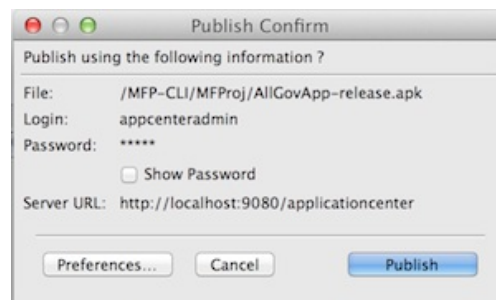 Publish Confirm
Publish using the following information ?
File: /MFP-CLI/MFProj/AllGovApp-release.apk
Login: appcenteradmin
Password: *****
Show Password
Server URL: http://localhost:9080/applicationcenter
Preferences... Cancel Publish